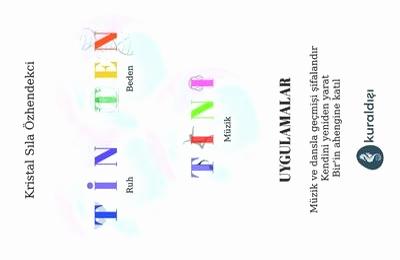 Kristal Sıla Özhendekci
TİN TEN
Ruh Beden
TINI
Müzik
UYGULAMALAR
Müzik ve dansla geçmişi şifalandır
Kendini yeniden yarat
Bir'in ahengine kaul
kuraldışı